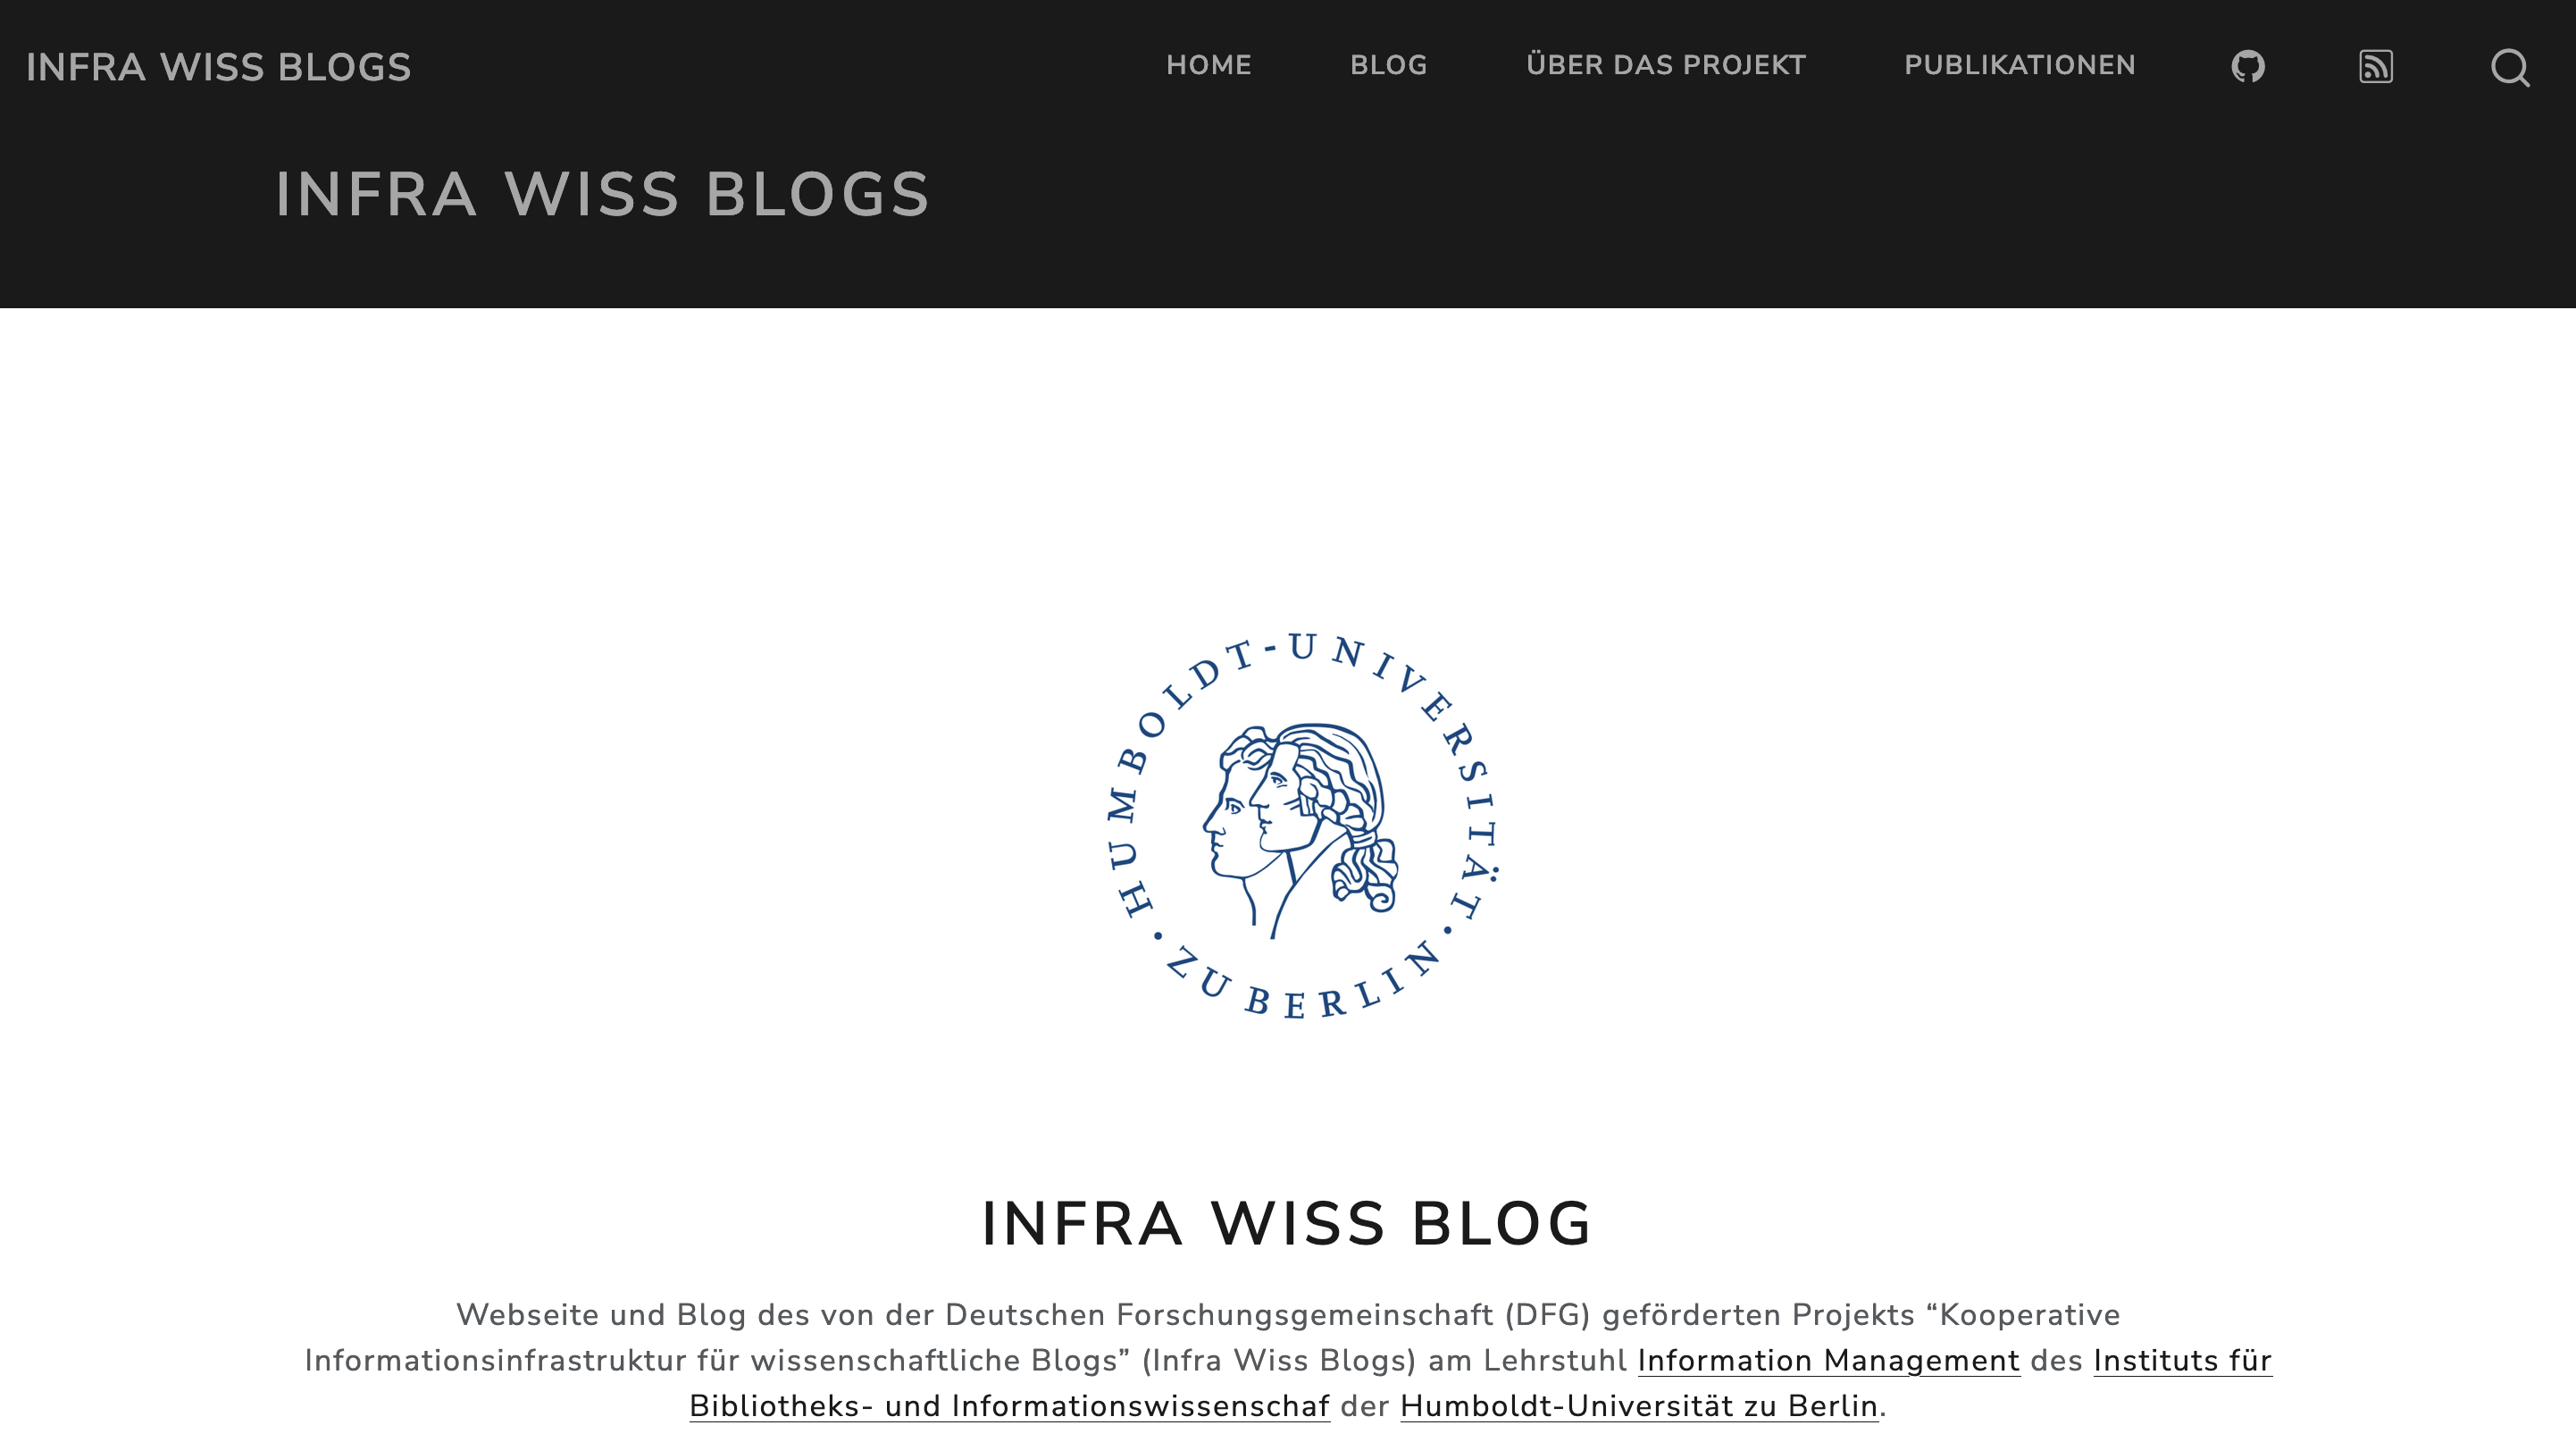 INFRA WISS BLOGS
HOME
BLOG
ÜBER DAS PROJEKT
PUBLIKATIONEN
INFRA WISS BLOGS
HUMBOLDT-UNIVERSITÄT
· ZU BERLIN ·
INFRA WISS BLOG
Webseite und Blog des von der Deutschen Forschungsgemeinschaft (DFG) geförderten Projekts “Kooperative
Informationsinfrastruktur für wissenschaftliche Blogs” (Infra Wiss Blogs) am Lehrstuhl Information Management des Instituts für
Bibliotheks- und Informationswissenschaf der Humboldt-Universität zu Berlin.